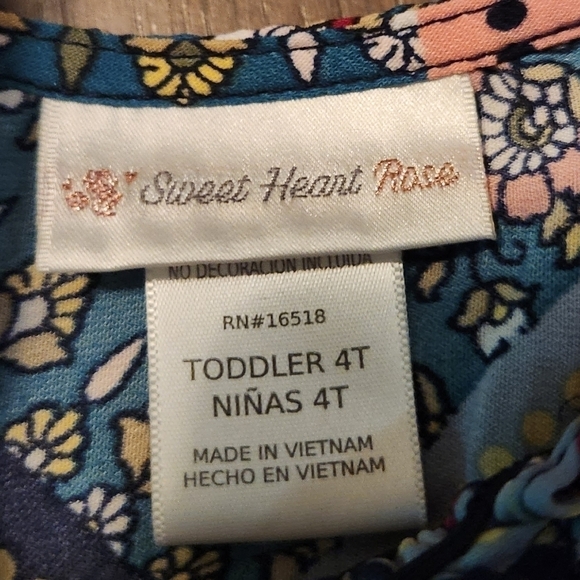 Sweet Heart Rose
NO DECORACION INCLUIDA
RN#16518
TODDLER 4T
NIÑAS 4T
MADE IN VIETNAM
HECHO EN VIETNAM